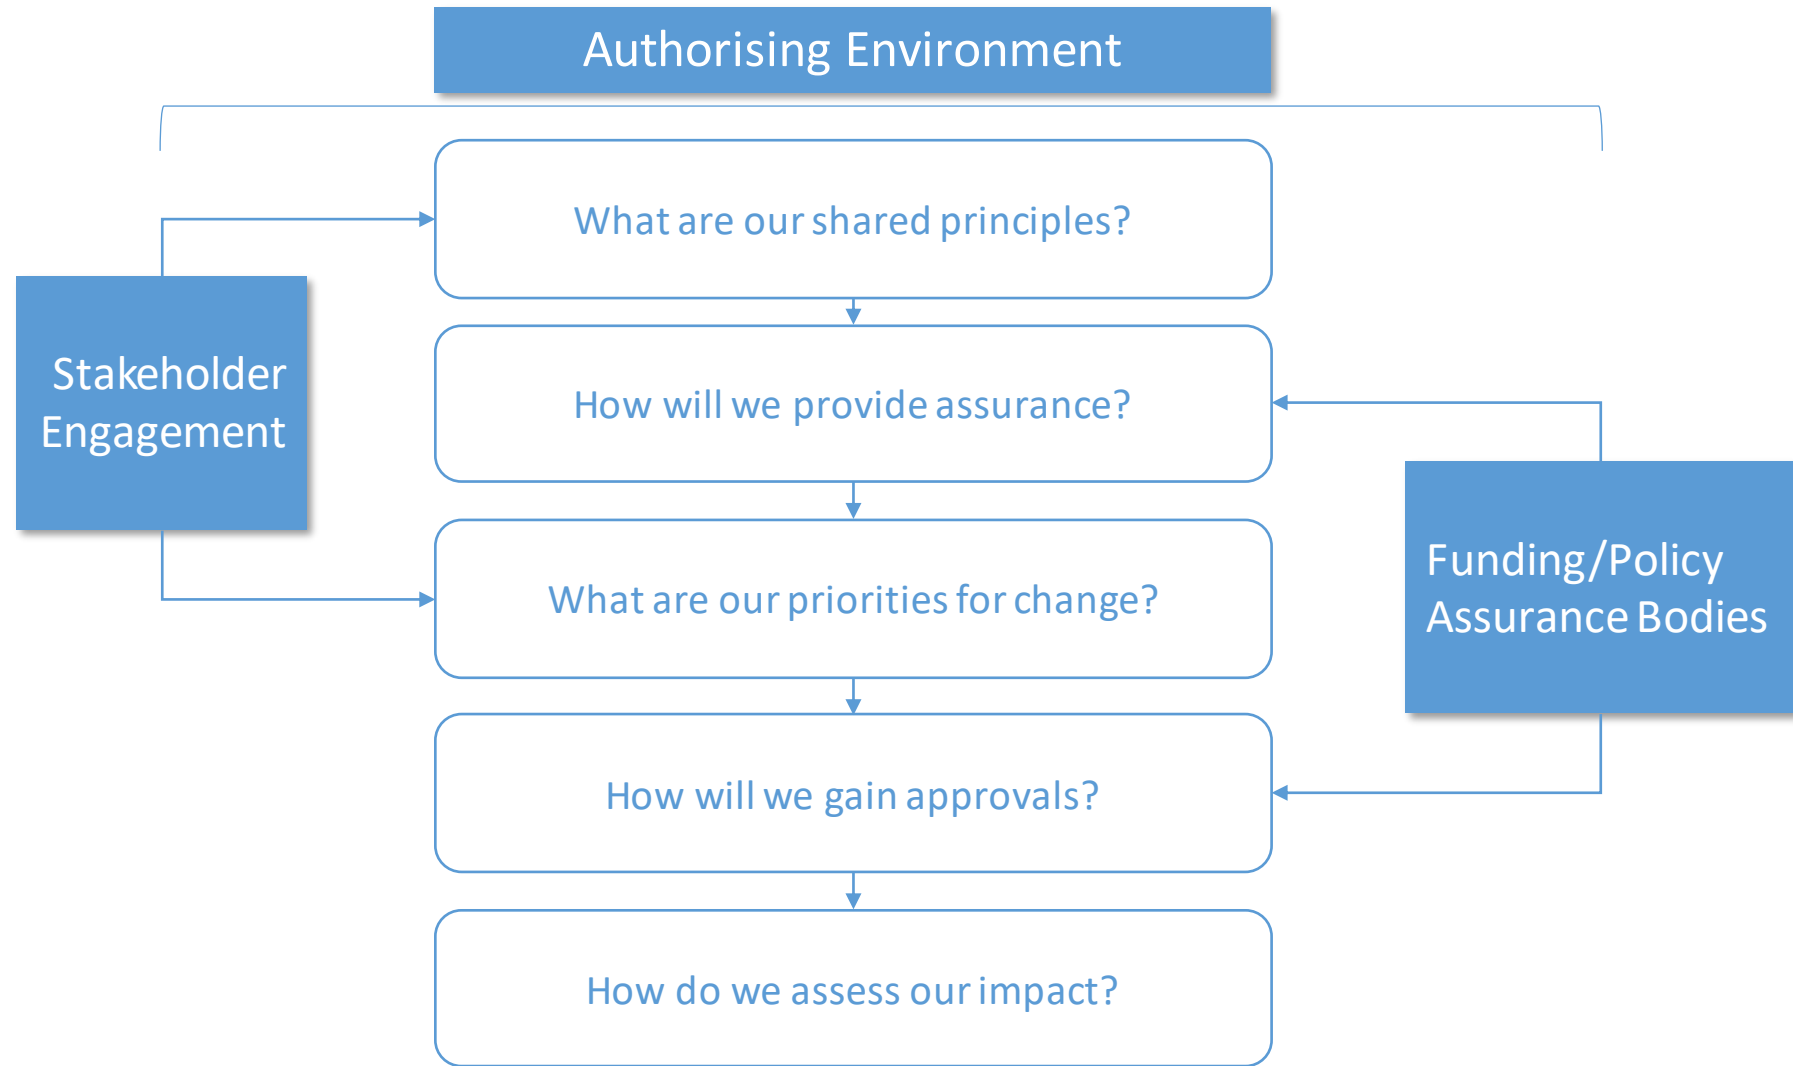 Authorising Environment
What are our shared principles?
Stakeholder
Engagement
How will we provide assurance?
What are our priorities for change?
Funding/Policy
Assurance Bodies
How will we gain approvals?
How do we assess our impact?